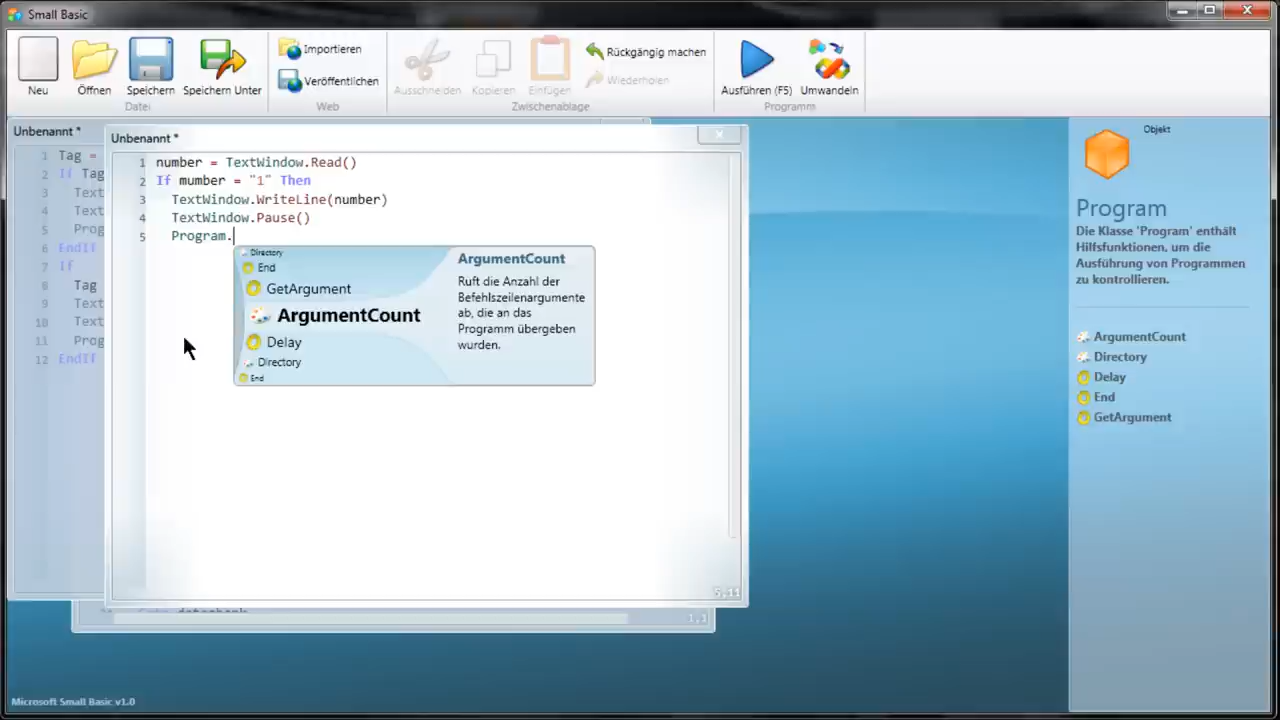 Small Basic
Neu
Öffnen
Speichern
Speichern Unter
Datei
Importieren
Veröffentlichen
Web
Ausschneiden
Kopieren
Einfügen
Rückgängig machen
Wiederholen
Zwischenablage
Ausführen (F5)
Umwandeln
Programm
Unbenannt *
1 Tag =
2 If Tag
3 Text
4 Text
5 Prog
6 EndIf
7 If
8 Tag
9 Text
10 Text
11 Prog
12 EndIf
Unbenannt *
1 number = TextWindow.Read()
2 If mumber = "1" Then
3 TextWindow.WriteLine(number)
4 TextWindow.Pause()
5 Program.
Directory
End
GetArgument
ArgumentCount
Delay
Directory
End
ArgumentCount
Ruft die Anzahl der
Befehlszeilenargumente
ab, die an das
Programm übergeben
wurden.
5,11
1,1
Objekt
Program
Die Klasse 'Program' enthält
Hilfsfunktionen, um die
Ausführung von Programmen
zu kontrollieren.
ArgumentCount
Directory
Delay
End
GetArgument
Microsoft Small Basic v1.0